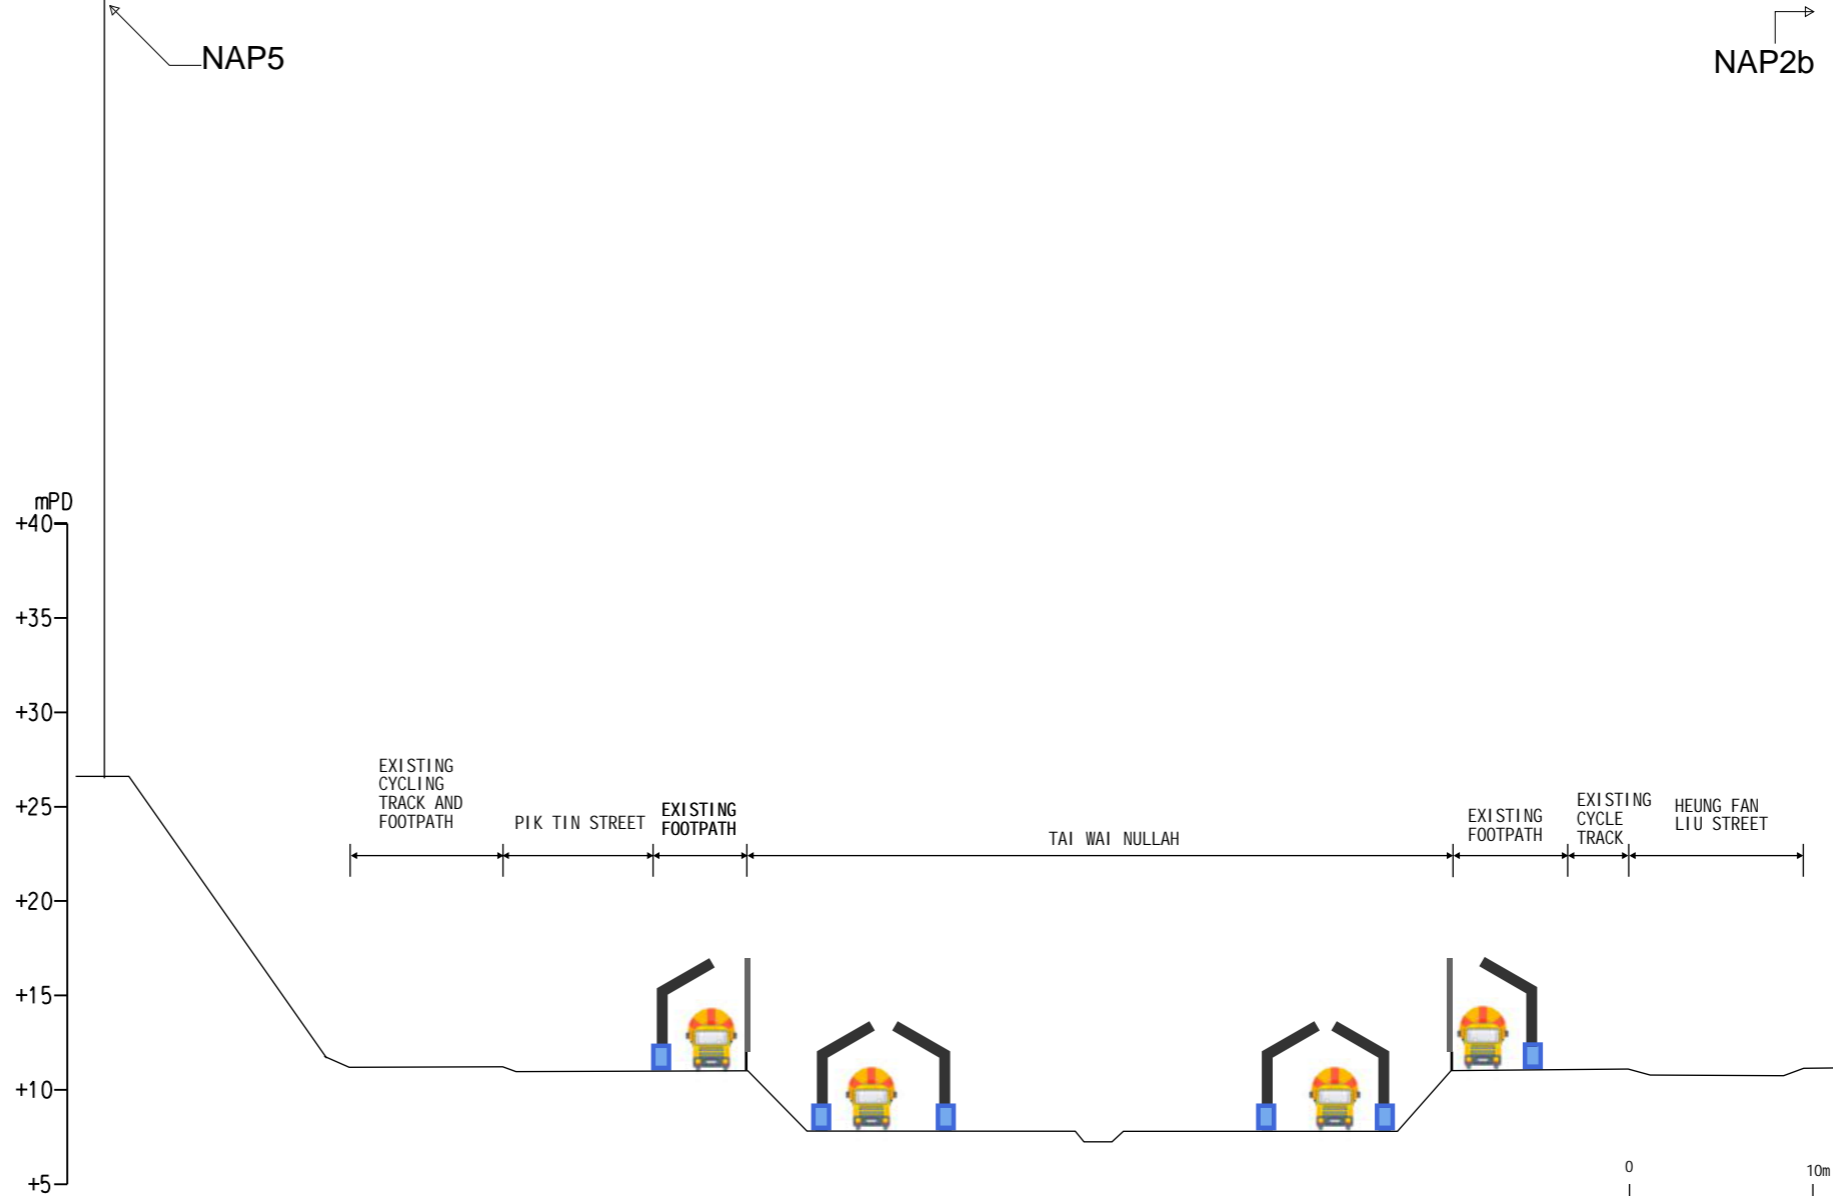 NAP5
NAP2b
mPD
+40
+35
+30
+25
+20
+15
+10
+5
EXISTING
CYCLING
TRACK AND
FOOTPATH
PIK TIN STREET
EXISTING
FOOTPATH
TAI WAI NULLAH
EXISTING
FOOTPATH
EXISTING
CYCLE
TRACK
HEUNG FAN
LIU STREET
0
10m